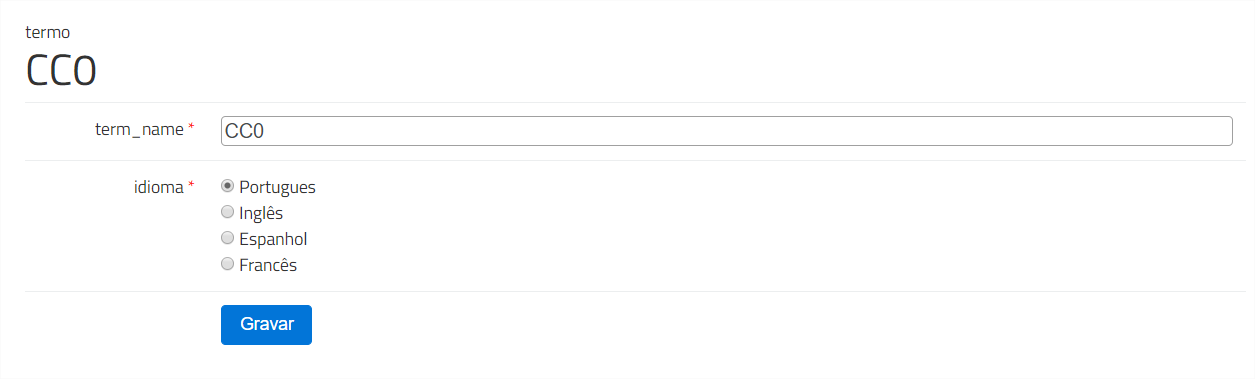 termo
CC0
term_name *
CC0
idioma *
Portugues
Inglês
Espanhol
Francês
Gravar